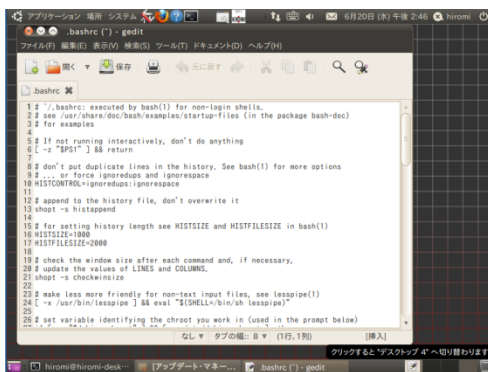 アプリケーション 場所 システム 6月20日 (水) 午後 2:46 hiromi
.bashrc (~) - gedit
ファイル(F) 編集(E) 表示(V) 検索(S) ツール(T) ドキュメント(D) ヘルプ(H)
開く 保存 元に戻す
.bashrc
1 # ~/.bashrc: executed by bash(1) for non-login shells.
2 # see /usr/share/doc/bash/examples/startup-files (in the package bash-doc)
3 # for examples
4
5 # If not running interactively, don't do anything
6 [ -z "$PS1" ] && return
7
8 # don't put duplicate lines in the history. See bash(1) for more options
9 # ... or force ignoredups and ignorespace
10 HISTCONTROL=ignoredups:ignorespace
11
12 # append to the history file, don't overwrite it
13 shopt -s histappend
14
15 # for setting history length see HISTSIZE and HISTFILESIZE in bash(1)
16 HISTSIZE=1000
17 HISTFILESIZE=2000
18
19 # check the window size after each command and, if necessary,
20 # update the values of LINES and COLUMNS.
21 shopt -s checkwinsize
22
23 # make less more friendly for non-text input files, see lesspipe(1)
24 [ -x /usr/bin/lesspipe ] && eval "$(SHELL=/bin/sh lesspipe)"
25
26 # set variable identifying the chroot you work in (used in the prompt below)
なし タブの幅: 8 (1行, 1列) [挿入]
クリックすると "デスクトップ 4" へ切り替わります
hiromi@hiromi-desk… [アップデート・マネー… .bashrc (~) - gedit